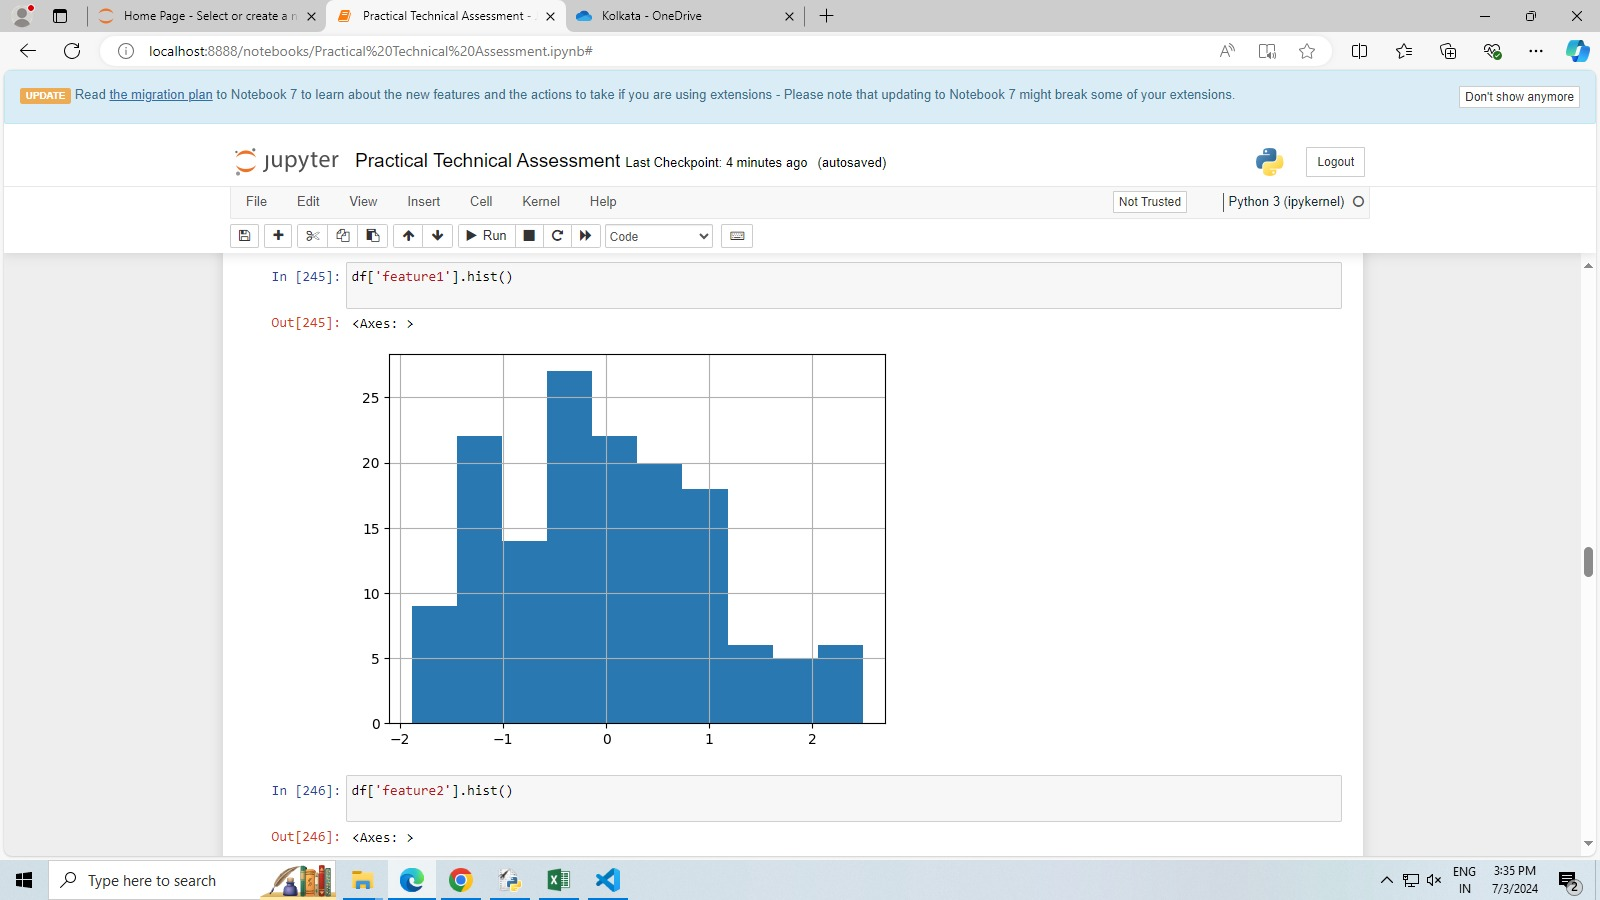 Home Page - Select or create a n
Practical Technical Assessment -
Kolkata - OneDrive
localhost:8888/notebooks/Practical%20Technical%20Assessment.ipynb#
UPDATE Read the migration plan to Notebook 7 to learn about the new features and the actions to take if you are using extensions - Please note that updating to Notebook 7 might break some of your extensions.
Don't show anymore
jupyter Practical Technical Assessment Last Checkpoint: 4 minutes ago (autosaved)
Logout
File Edit View Insert Cell Kernel Help
Not Trusted
Python 3 (ipykernel)
Run
Code
In [245]: df['feature1'].hist()
Out[245]: <Axes: >
25
20
15
10
5
0
−2 −1 0 1 2
In [246]: df['feature2'].hist()
Out[246]: <Axes: >
Type here to search
ENG
IN
3:35 PM
7/3/2024
2